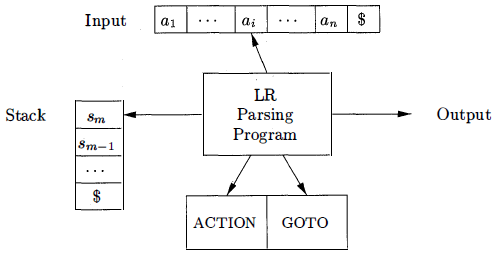 Input a₁ ... aᵢ ... aₙ $
LR
Parsing
Program
Stack
Output
sₘ
sₘ₋₁
...
$
ACTION GOTO